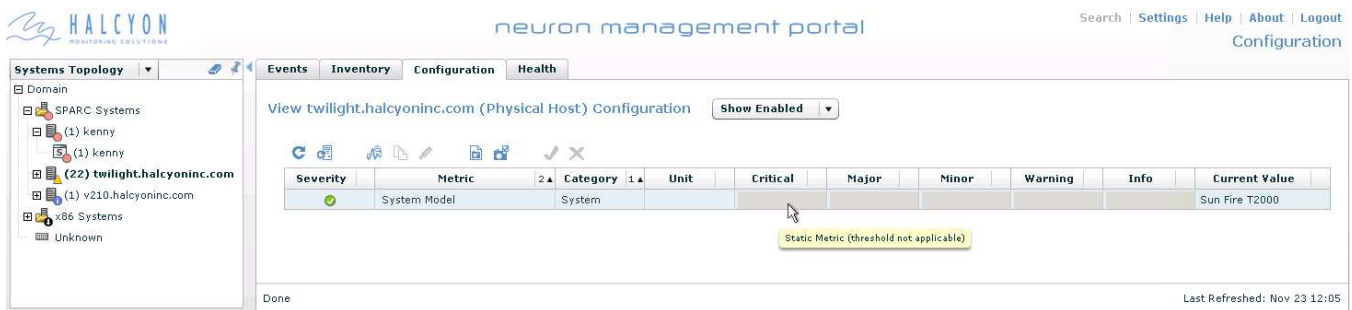 HALCYON
MONITORING SOLUTIONS
neuron management portal
Search | Settings | Help | About | Logout
Configuration
Systems Topology
Events Inventory Configuration Health
Domain
SPARC Systems
(1) kenny
(1) kenny
(22) twilight.halcyoninc.com
(1) v210.halcyoninc.com
x86 Systems
Unknown
View twilight.halcyoninc.com (Physical Host) Configuration Show Enabled
Severity Metric 2 Category 1 Unit Critical Major Minor Warning Info Current Value
System Model System Sun Fire T2000
Static Metric (threshold not applicable)
Done
Last Refreshed: Nov 23 12:05